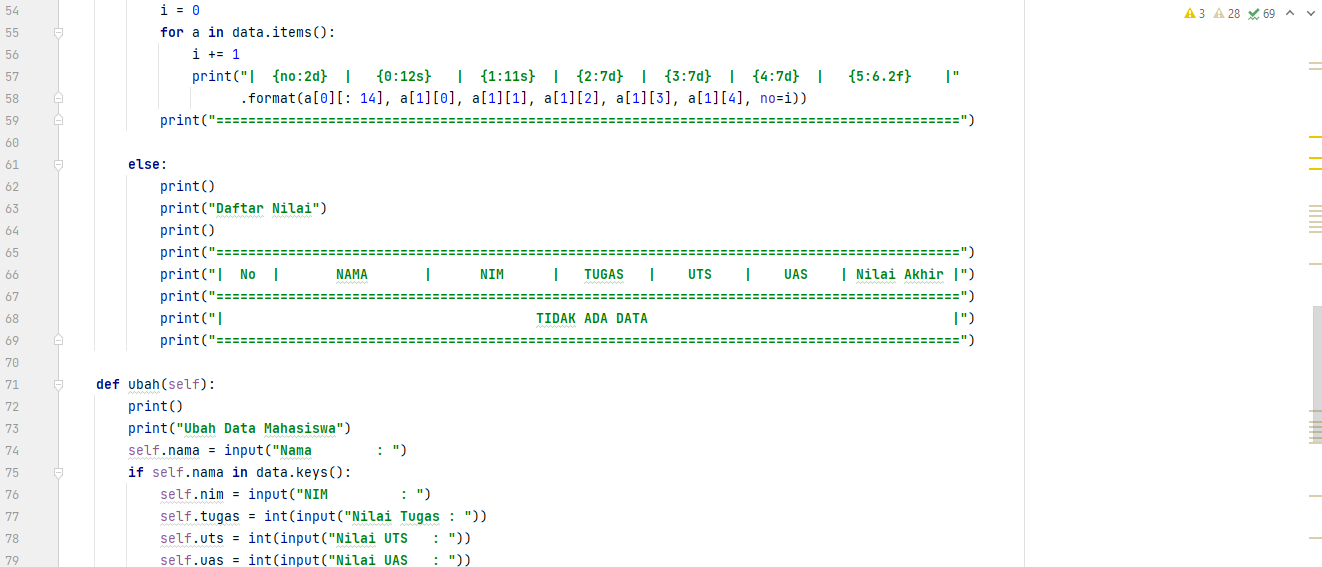 54                    i = 0
55                    for a in data.items():
56                        i += 1
57                        print("|  {no:2d}  |   {0:12s}   |  {1:11s}  |  {2:7d}  |  {3:7d}  |  {4:7d}  |   {5:6.2f}    |"
58                              .format(a[0][: 14], a[1][0], a[1][1], a[1][2], a[1][3], a[1][4], no=i))
59                    print("=============================================================================================")
60
61                else:
62                    print()
63                    print("Daftar Nilai")
64                    print()
65                    print("=============================================================================================")
66                    print("|  No  |       NAMA       |      NIM      |   TUGAS   |    UTS    |    UAS    | Nilai Akhir |")
67                    print("=============================================================================================")
68                    print("|                                       TIDAK ADA DATA                                      |")
69                    print("=============================================================================================")
70
71            def ubah(self):
72                print()
73                print("Ubah Data Mahasiswa")
74                self.nama = input("Nama        : ")
75                if self.nama in data.keys():
76                    self.nim = input("NIM         : ")
77                    self.tugas = int(input("Nilai Tugas : "))
78                    self.uts = int(input("Nilai UTS   : "))
79                    self.uas = int(input("Nilai UAS   : "))
3 28 69